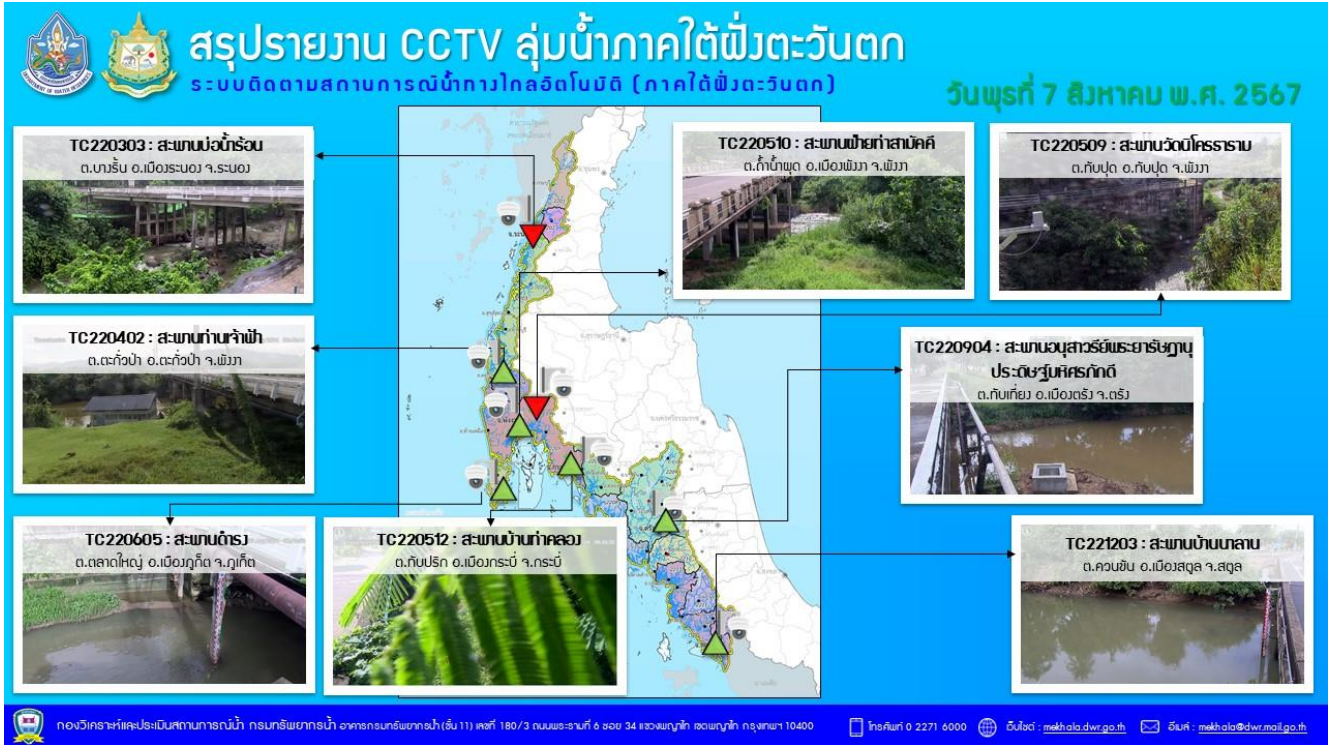 สรุปรายงาน CCTV ลุ่มน้ำภาคใต้ฝั่งตะวันตก
ระบบติดตามสถานการณ์น้ำทางไกลอัตโนมัติ (ภาคใต้ฝั่งตะวันตก)
วันพุธที่ 7 สิงหาคม พ.ศ. 2567
TC220303 : สะพานบ่อน้ำร้อน
ต.บางริ้น อ.เมืองระนอง จ.ระนอง
TC220510 : สะพานฝ่ายท่าสามัคคี
ต.ถ้ำน้ำผุด อ.เมืองพังงา จ.พังงา
TC220509 : สะพานวัดนิโครธาราม
ต.ทับปุด อ.ทับปุด จ.พังงา
TC220402 : สะพานท่านเจ้าฟ้า
ต.ตะกั่วป่า อ.ตะกั่วป่า จ.พังงา
TC220904 : สะพานอนุสาวรีย์พระยารัษฎานุ
ประดิษฐ์มหิศรภักดี
ต.ทับเที่ยง อ.เมืองตรัง จ.ตรัง
TC220605 : สะพานดำรง
ต.ตลาดใหญ่ อ.เมืองภูเก็ต จ.ภูเก็ต
TC220512 : สะพานบ้านท่าคลอง
ต.ทับปริก อ.เมืองกระบี่ จ.กระบี่
TC221203 : สะพานบ้านนาลาน
ต.ควนขัน อ.เมืองสตูล จ.สตูล
กองวิเคราะห์และประเมินสถานการณ์น้ำ กรมทรัพยากรน้ำ อาคารกรมทรัพยากรน้ำ (ชั้น 11) เลขที่ 180/3 ถนนพระรามที่ 6 ซอย 34 แขวงพญาไท เขตพญาไท กรุงเทพฯ 10400
โทรศัพท์ 0 2271 6000 เว็บไซต์ : mekhala.dwr.go.th อีเมล์ : mekhala@dwr.mail.go.th